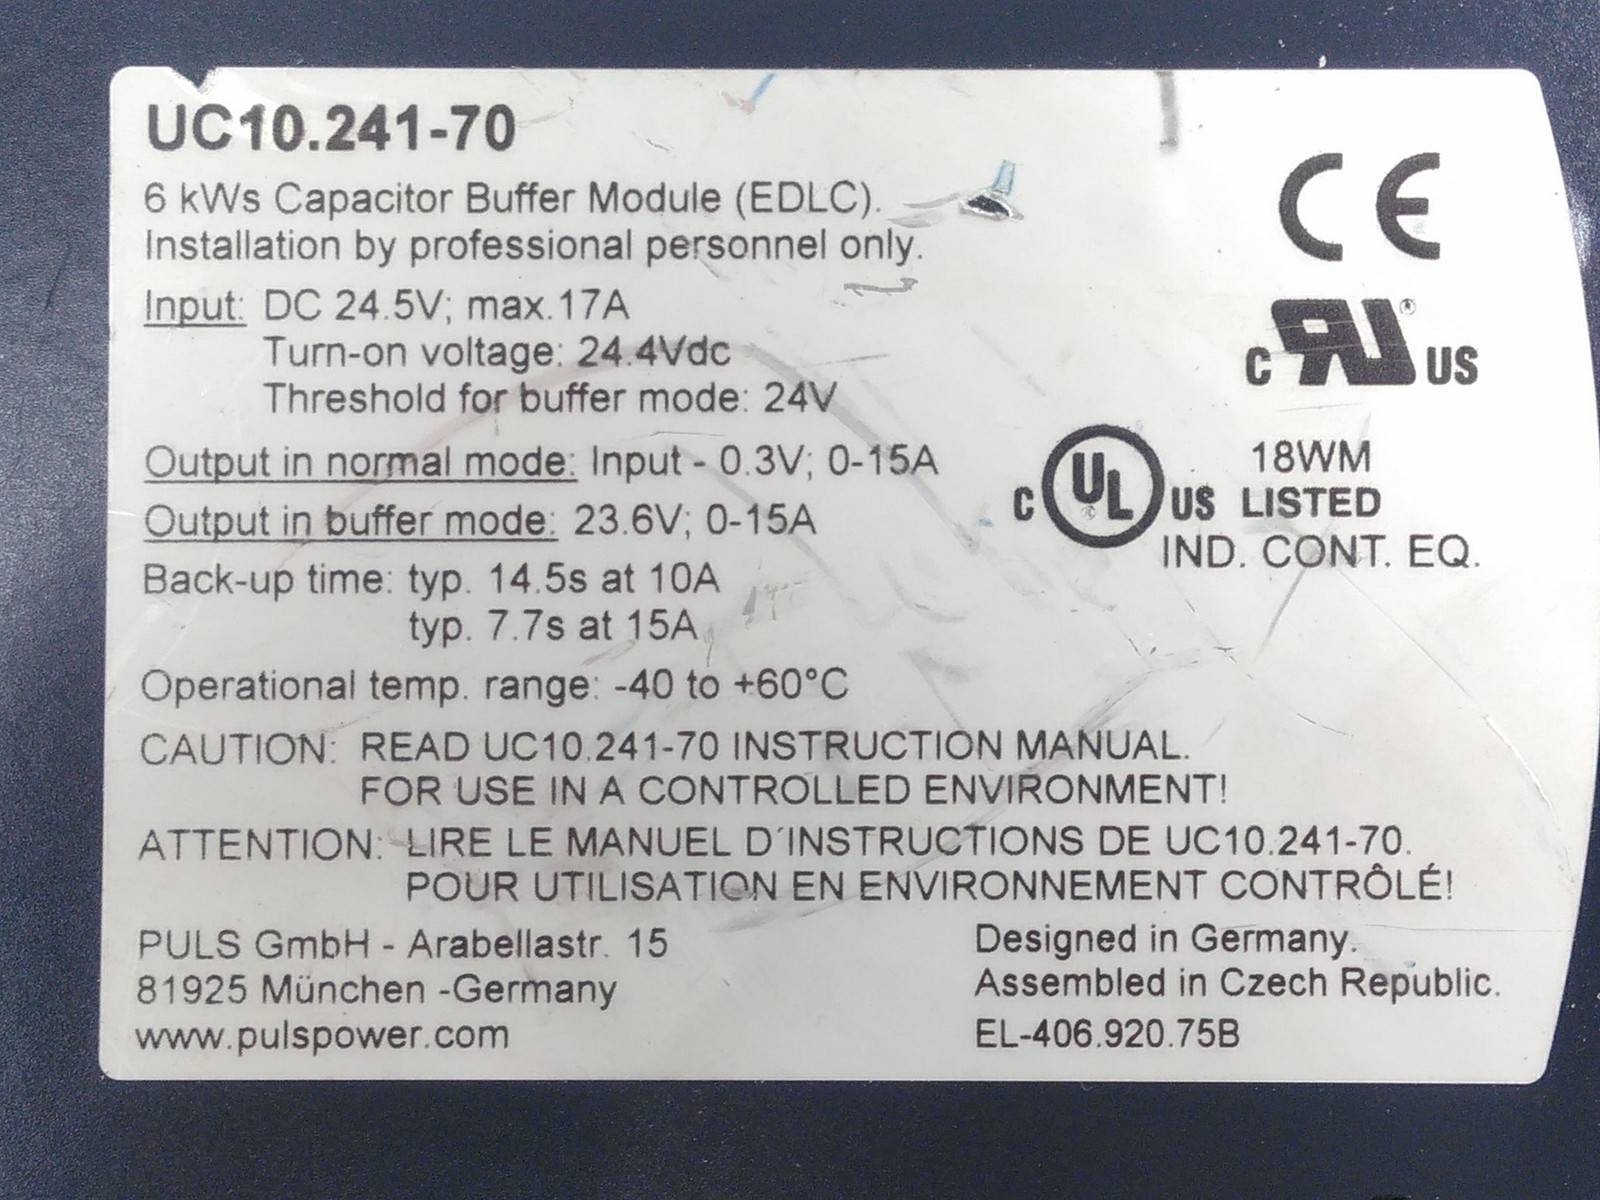 UC10.241-70
6 kWs Capacitor Buffer Module (EDLC).
Installation by professional personnel only.
Input: DC 24.5V; max.17A
Turn-on voltage: 24.4Vdc
Threshold for buffer mode: 24V
Output in normal mode: Input - 0.3V; 0-15A
Output in buffer mode: 23.6V; 0-15A
Back-up time: typ. 14.5s at 10A
typ. 7.7s at 15A
Operational temp. range: -40 to +60°C
CE
C RU ® US
C UL ® US
18WM
LISTED
IND. CONT. EQ.
CAUTION: READ UC10.241-70 INSTRUCTION MANUAL.
FOR USE IN A CONTROLLED ENVIRONMENT!
ATTENTION: LIRE LE MANUEL D´INSTRUCTIONS DE UC10.241-70.
POUR UTILISATION EN ENVIRONNEMENT CONTRÔLÉ!
PULS GmbH - Arabellastr. 15
81925 München -Germany
www.pulspower.com
Designed in Germany.
Assembled in Czech Republic.
EL-406.920.75B